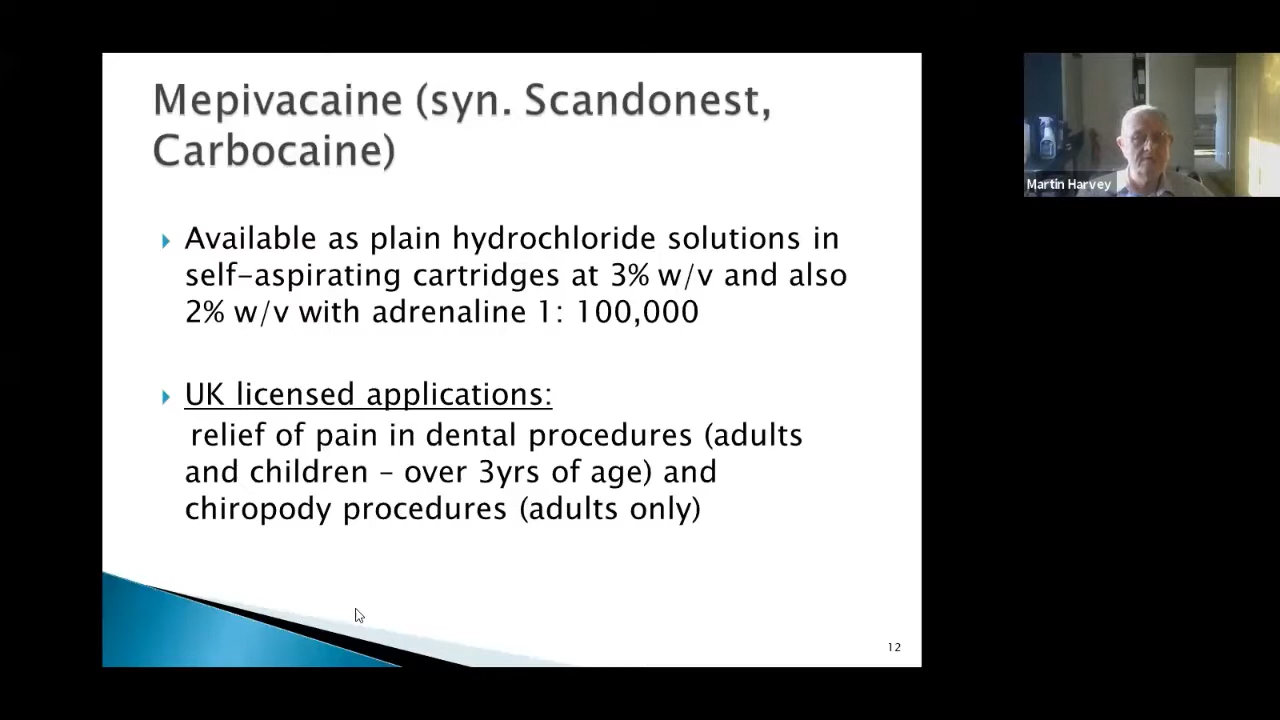 Mepivacaine (syn. Scandonest,
Carbocaine)
Available as plain hydrochloride solutions in
self-aspirating cartridges at 3% w/v and also
2% w/v with adrenaline 1: 100,000
UK licensed applications:
relief of pain in dental procedures (adults
and children – over 3yrs of age) and
chiropody procedures (adults only)
12
Martin Harvey